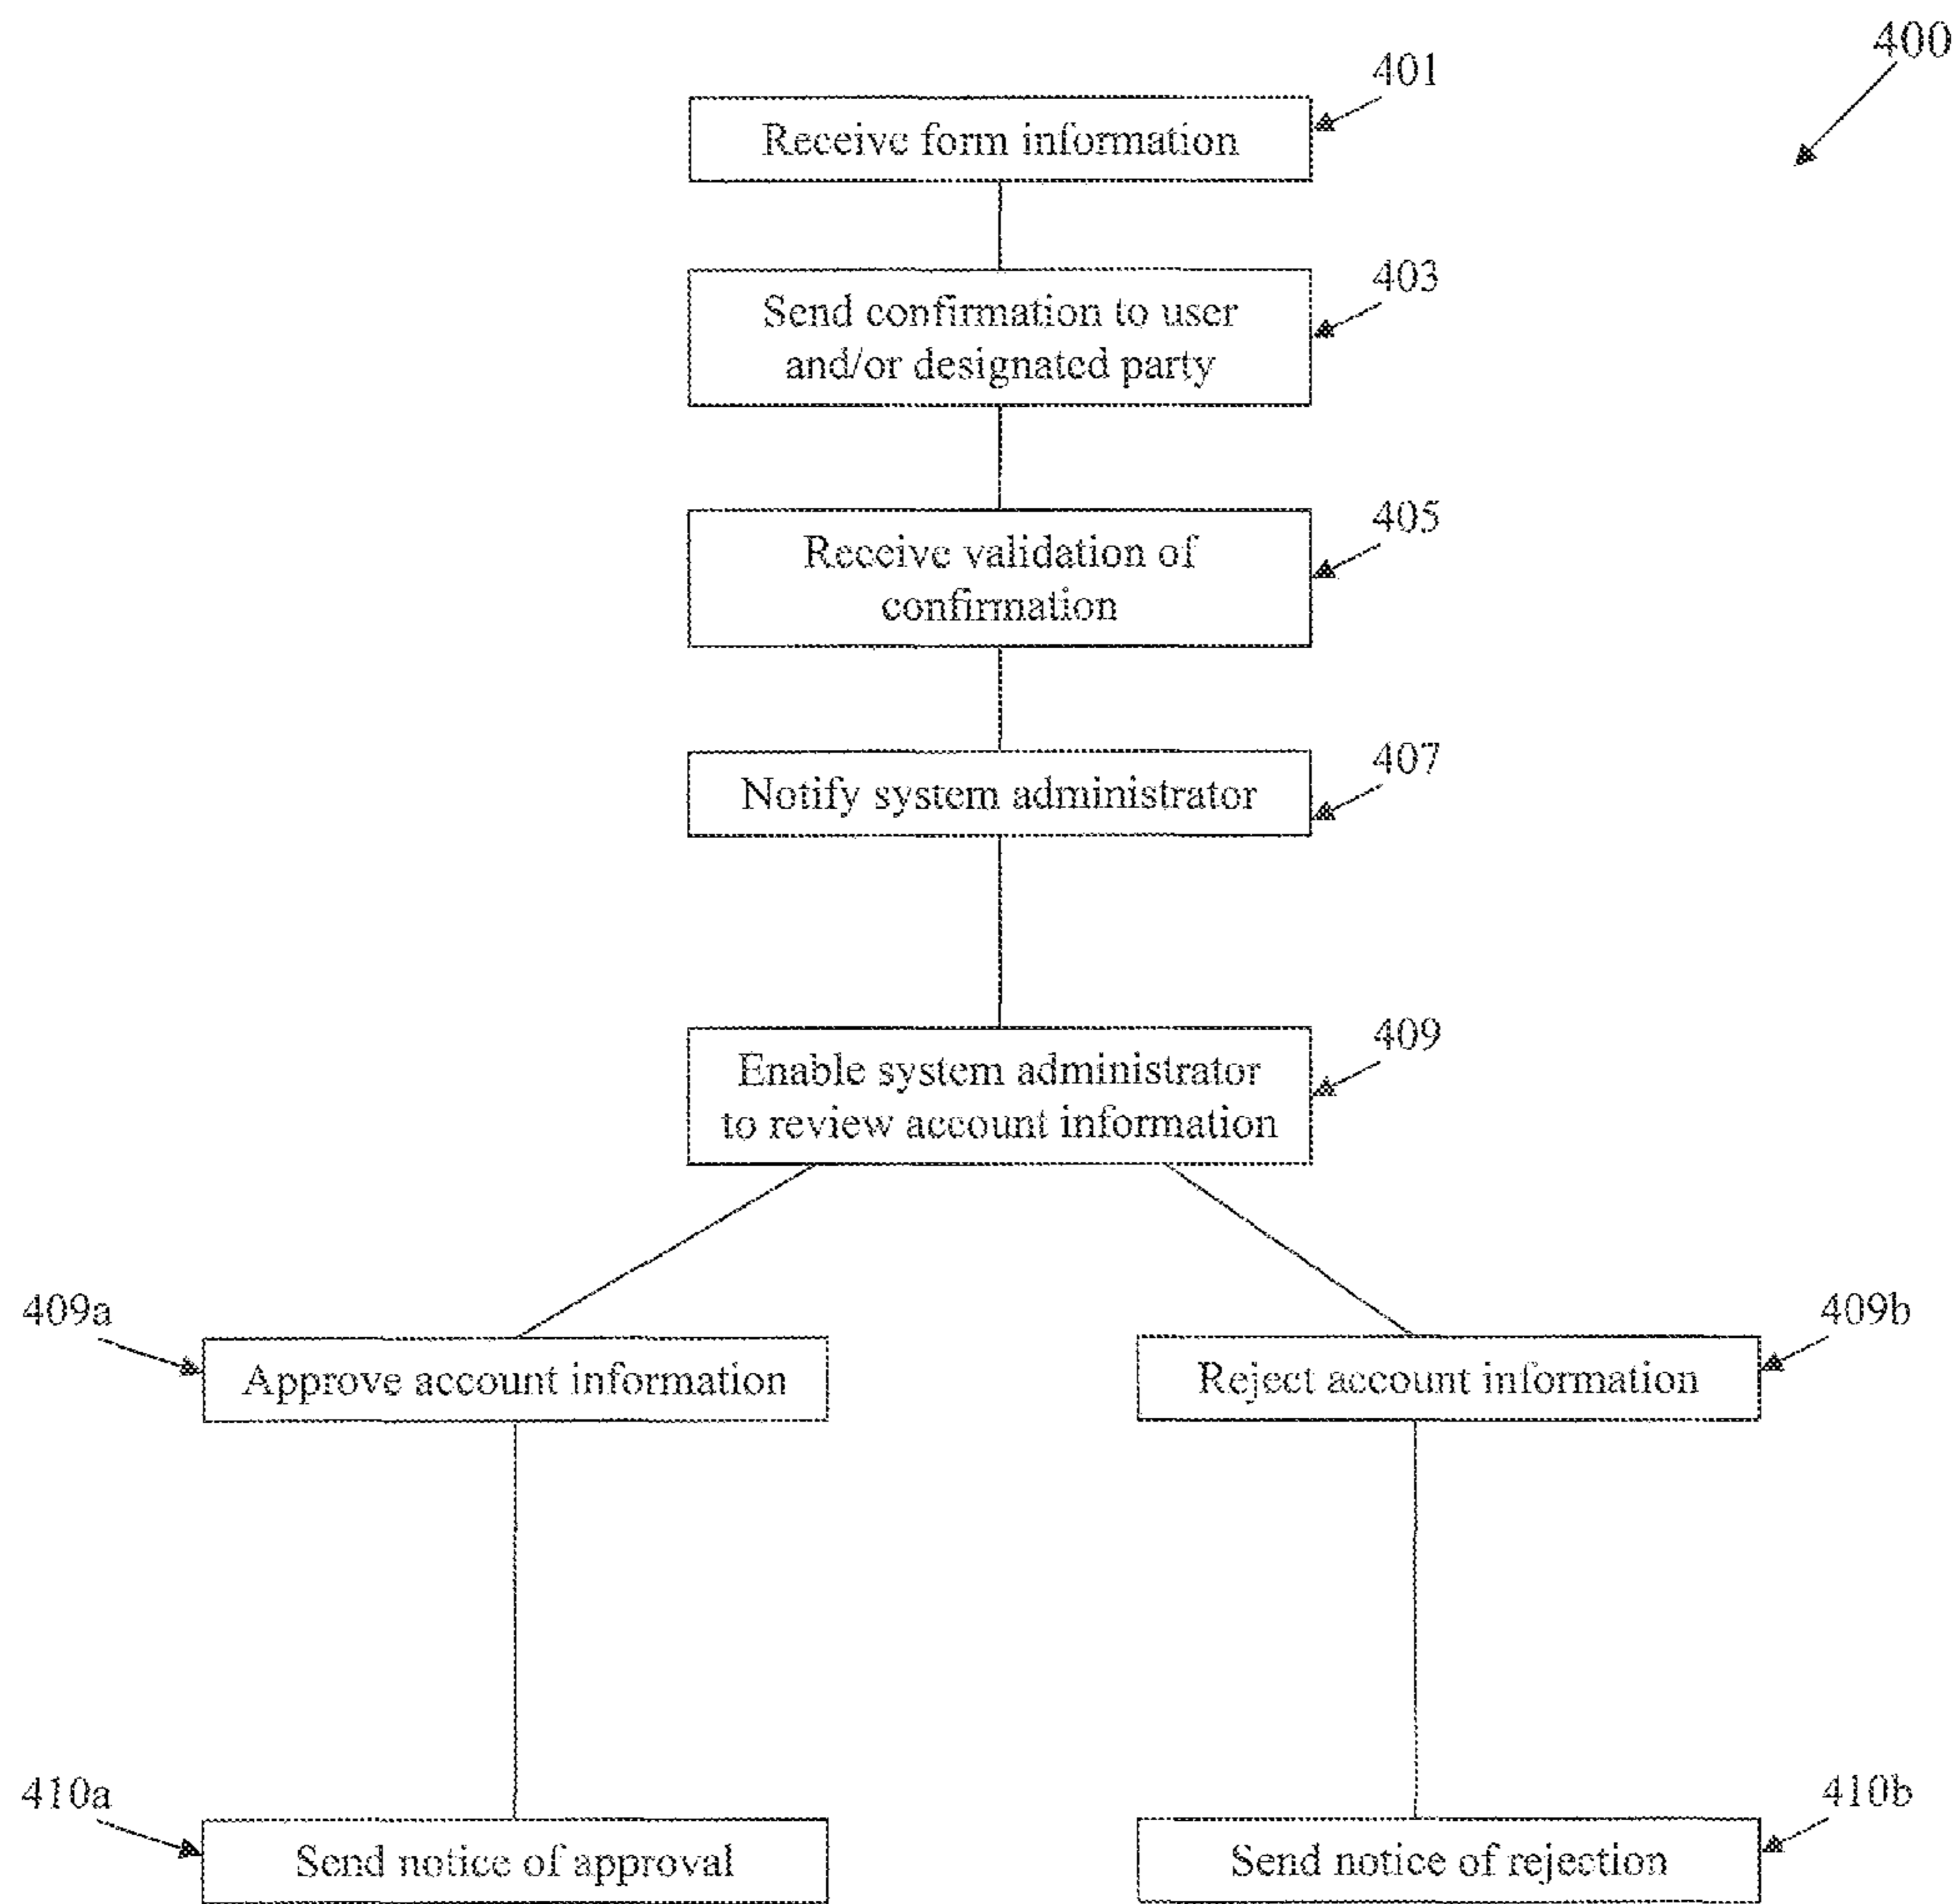 400
401
Receive form information
403
Send confirmation to user
and/or designated party
405
Receive validation of
confirmation
407
Notify system administrator
409
Enable system administrator
to review account information
409a
Approve account information
409b
Reject account information
410a
Send notice of approval
410b
Send notice of rejection